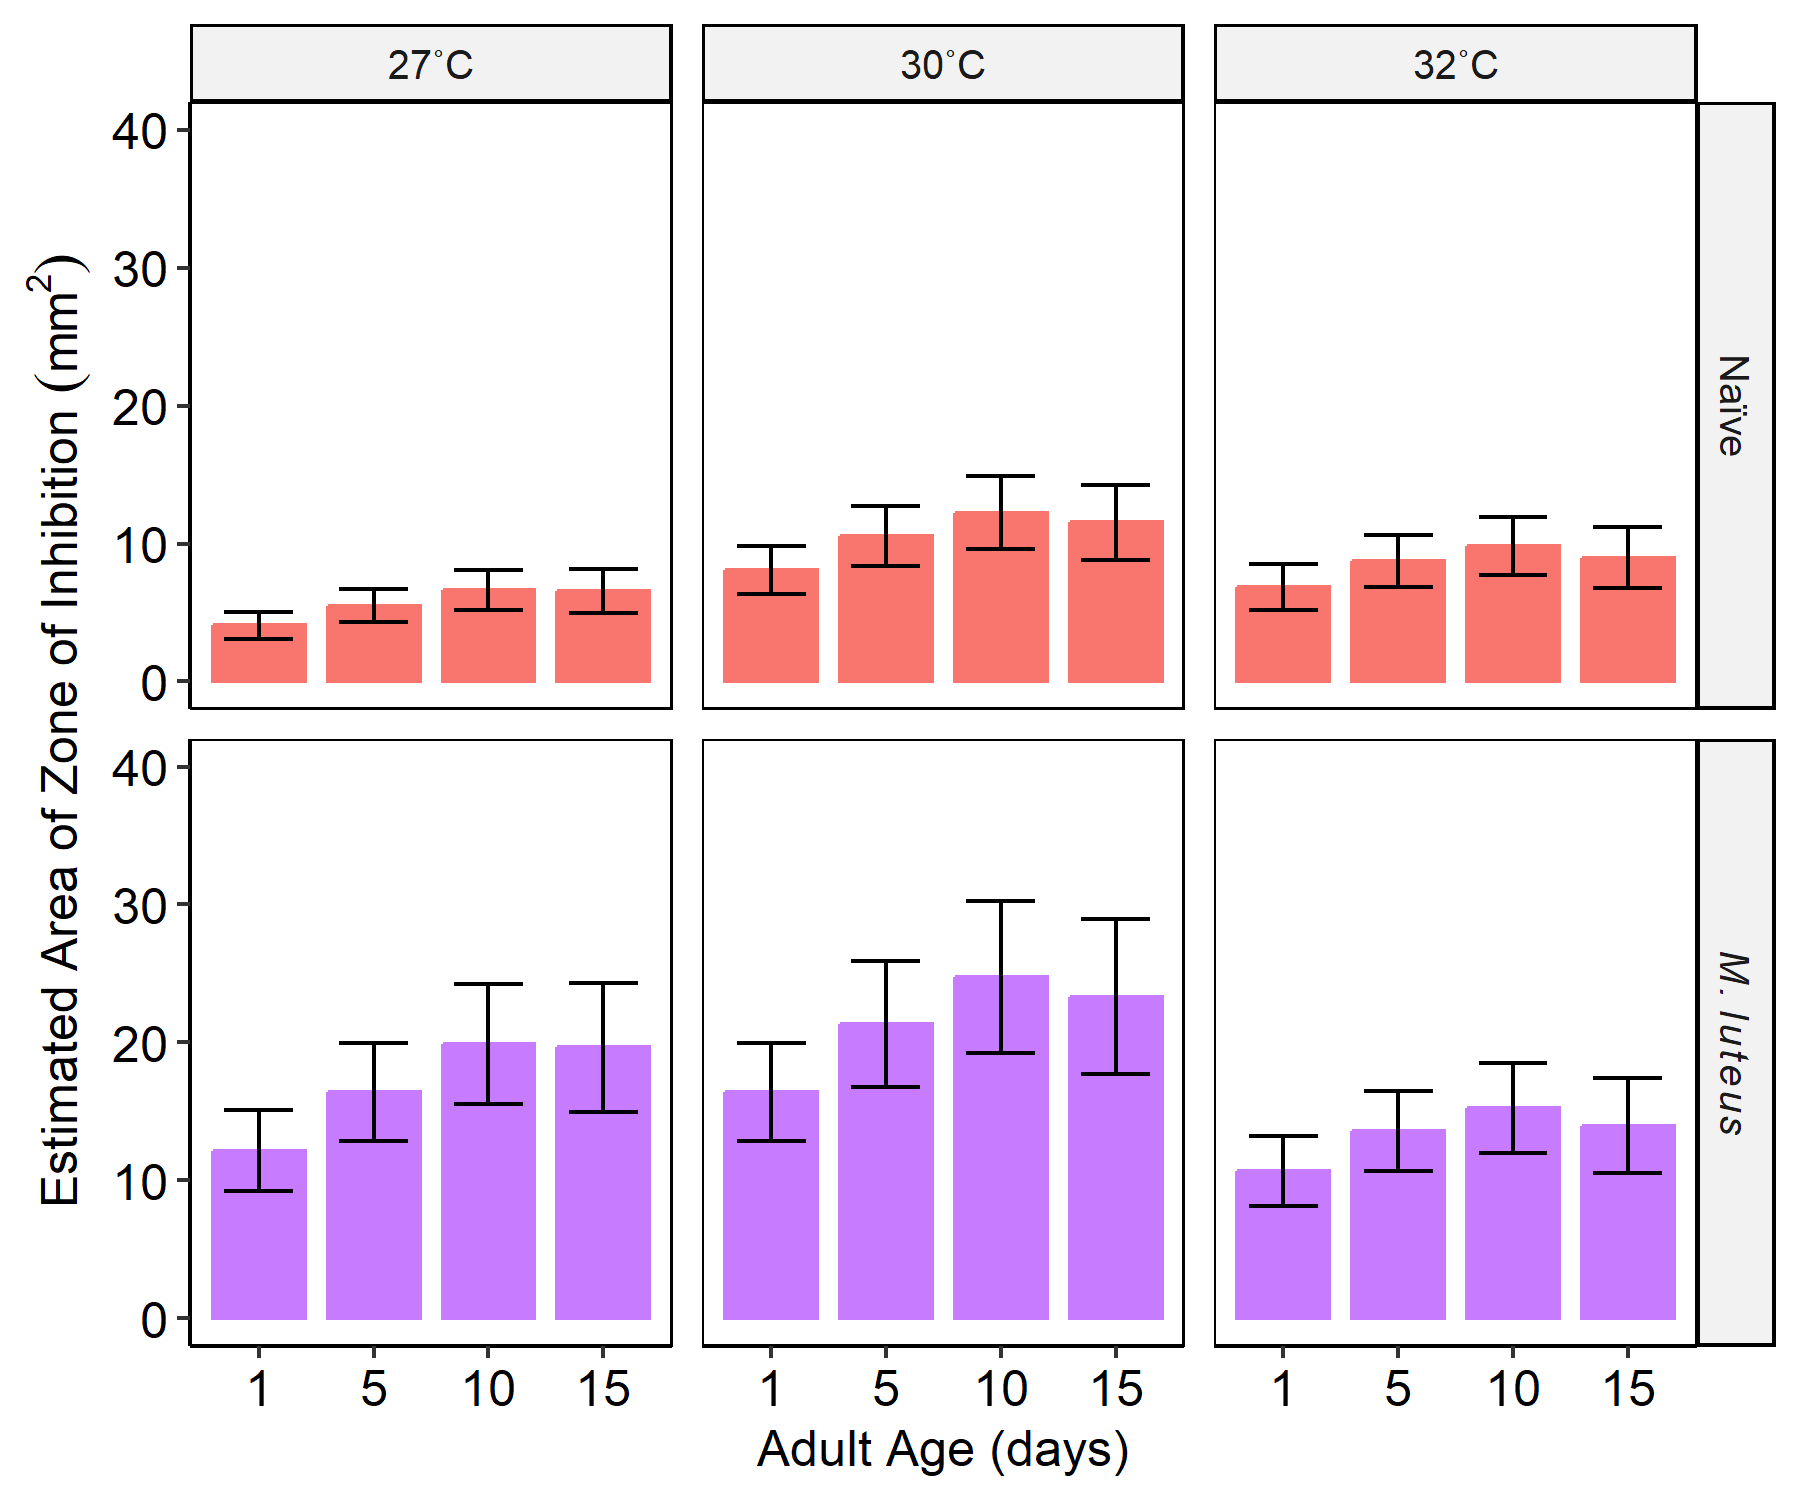 27°C 30°C 32°C
Estimated Area of Zone of Inhibition (mm²)
40
30
20
10
0
Naïve
40
30
20
10
0
M. luteus
1 5 10 15 1 5 10 15 1 5 10 15
Adult Age (days)